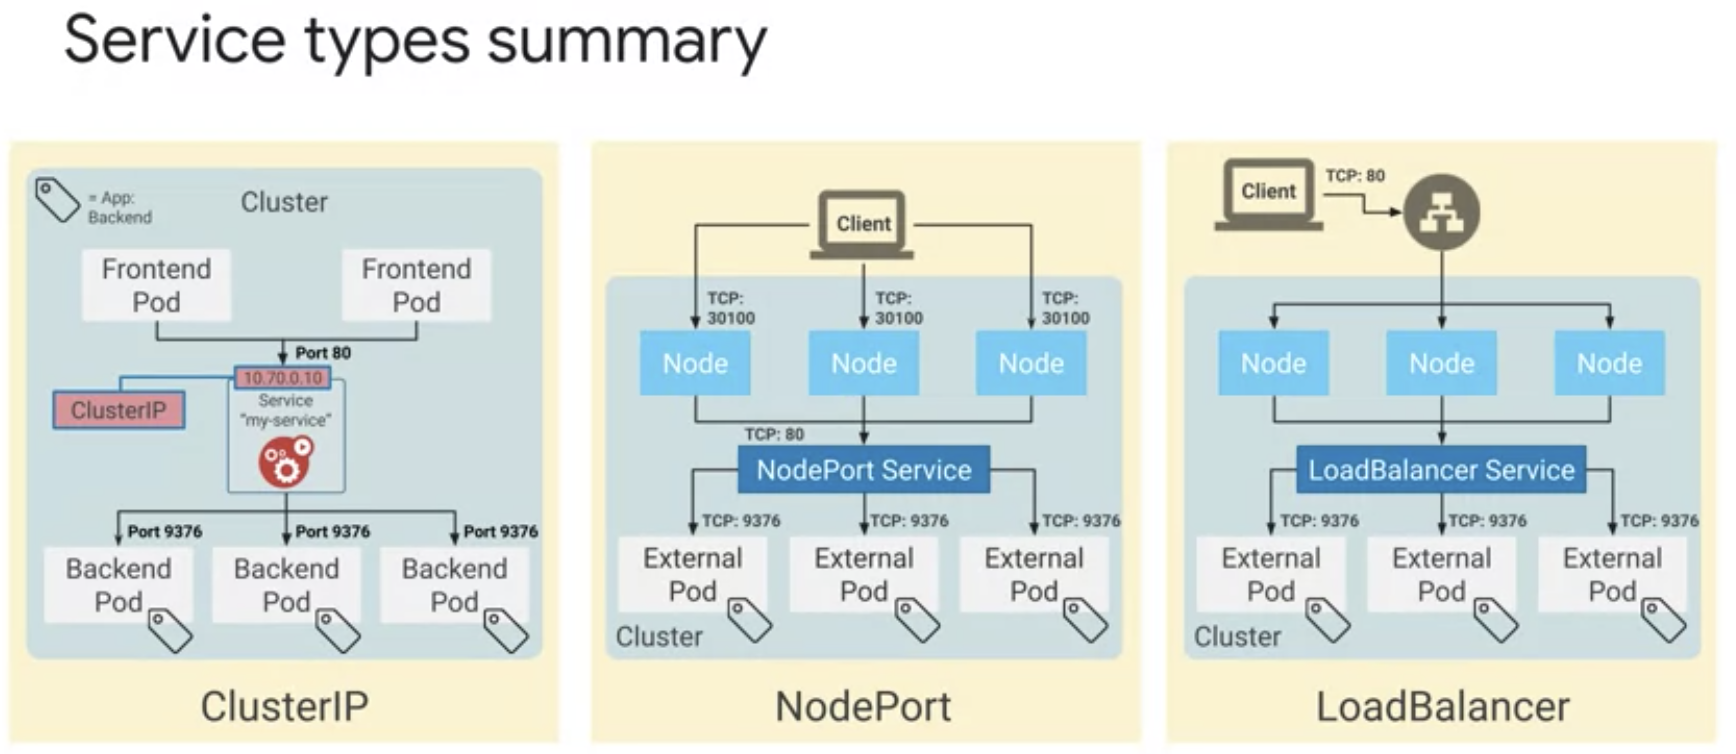 Service types summary
= App:
Backend
Cluster
Frontend
Pod
Frontend
Pod
Port 80
10.70.0.10
ClusterIP
Service
"my-service"
Port 9376
Port 9376
Port 9376
Backend
Pod
Backend
Pod
Backend
Pod
ClusterIP
Client
TCP:
30100
TCP:
30100
TCP:
30100
Node
Node
Node
TCP: 80
NodePort Service
TCP: 9376
TCP: 9376
TCP: 9376
External
Pod
External
Pod
External
Pod
Cluster
NodePort
Client
TCP: 80
Node
Node
Node
LoadBalancer Service
TCP: 9376
TCP: 9376
TCP: 9376
External
Pod
External
Pod
External
Pod
Cluster
LoadBalancer